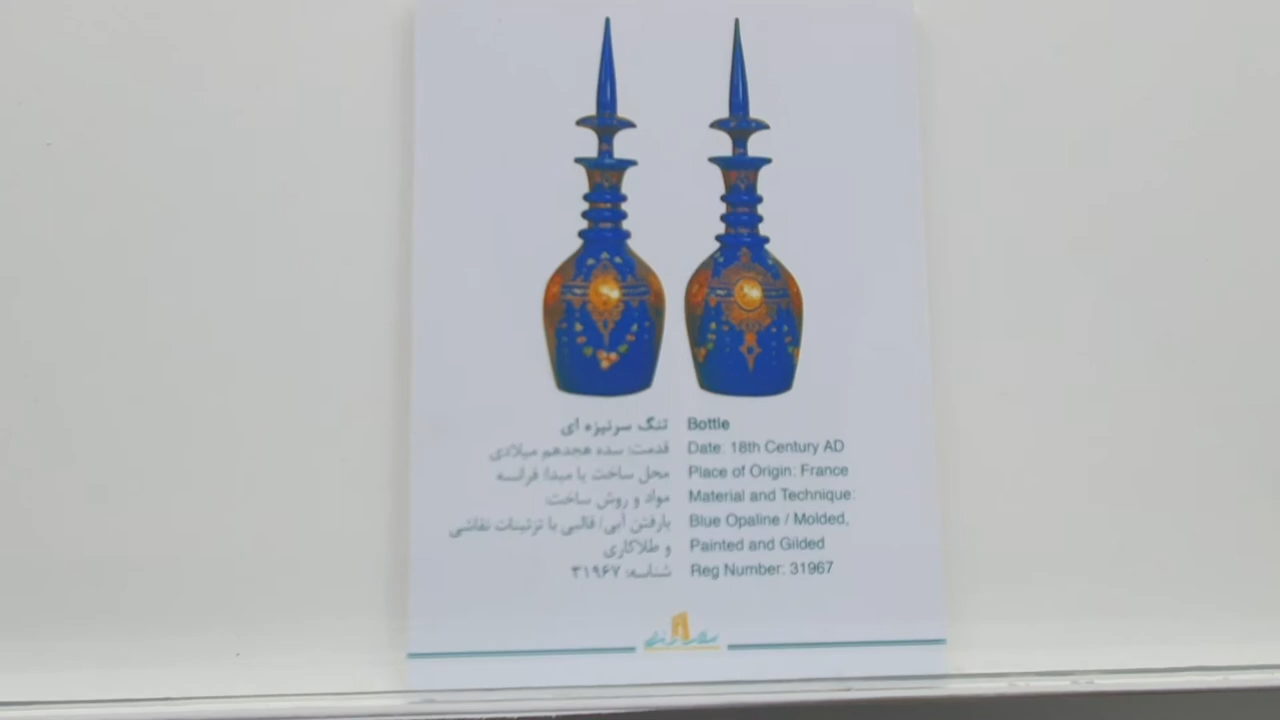 تنگ سرنیزه ای
قدمت: سده هجدهم میلادی
محل ساخت یا مبدا: فرانسه
مواد و روش ساخت:
بارفتن آبی/ قالبی با تزئینات نقاشی
و طلاکاری
شناسه: ۳۱۹۶۷
Bottle
Date: 18th Century AD
Place of Origin: France
Material and Technique:
Blue Opaline / Molded,
Painted and Gilded
Reg Number: 31967